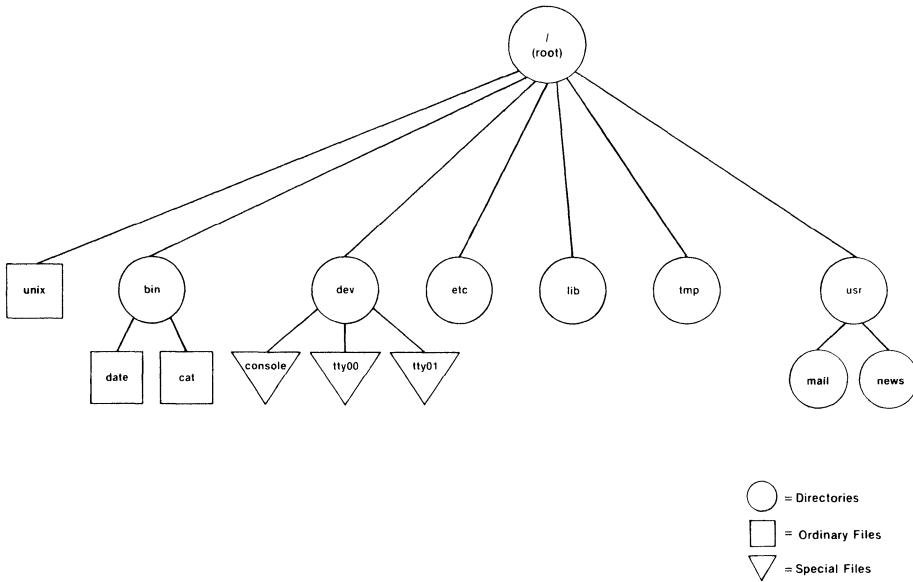 /
(root)
unix
bin
dev
etc
lib
tmp
usr
date
cat
console
tty00
tty01
mail
news
= Directories
= Ordinary Files
= Special Files